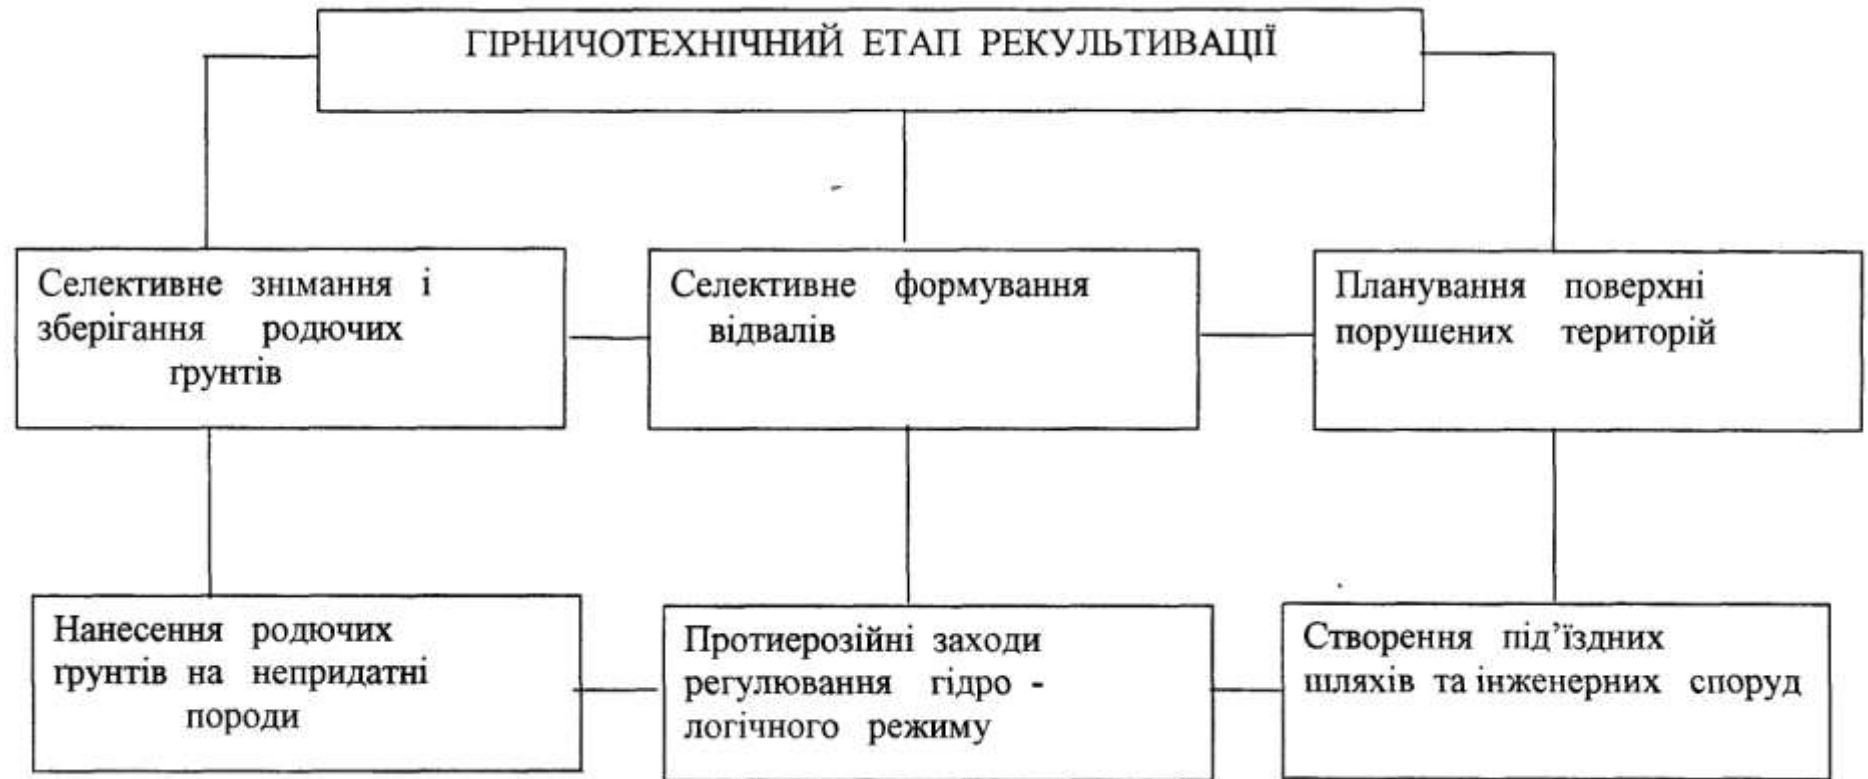 ГІРНИЧОТЕХНІЧНИЙ ЕТАП РЕКУЛЬТИВАЦІЇ
Селективне знімання і
зберігання родючих
ґрунтів
Селективне формування
відвалів
Планування поверхні
порушених територій
Нанесення родючих
ґрунтів на непридатні
породи
Протиерозійні заходи
регулювання гідро -
логічного режиму
Створення під’їздних
шляхів та інженерних споруд